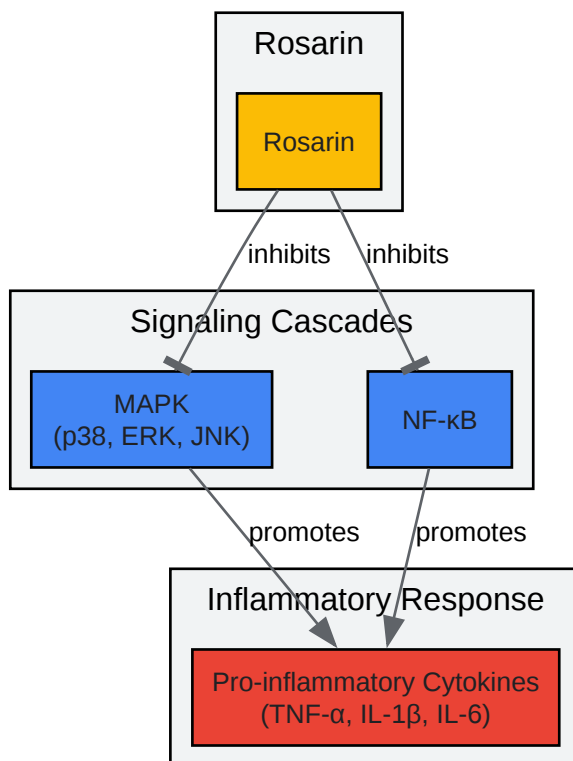 Rosarin
Rosarin
inhibits
inhibits
Signaling Cascades
MAPK
(p38, ERK, JNK)
NF-κB
promotes
promotes
Inflammatory Response
Pro-inflammatory Cytokines
(TNF-α, IL-1β, IL-6)